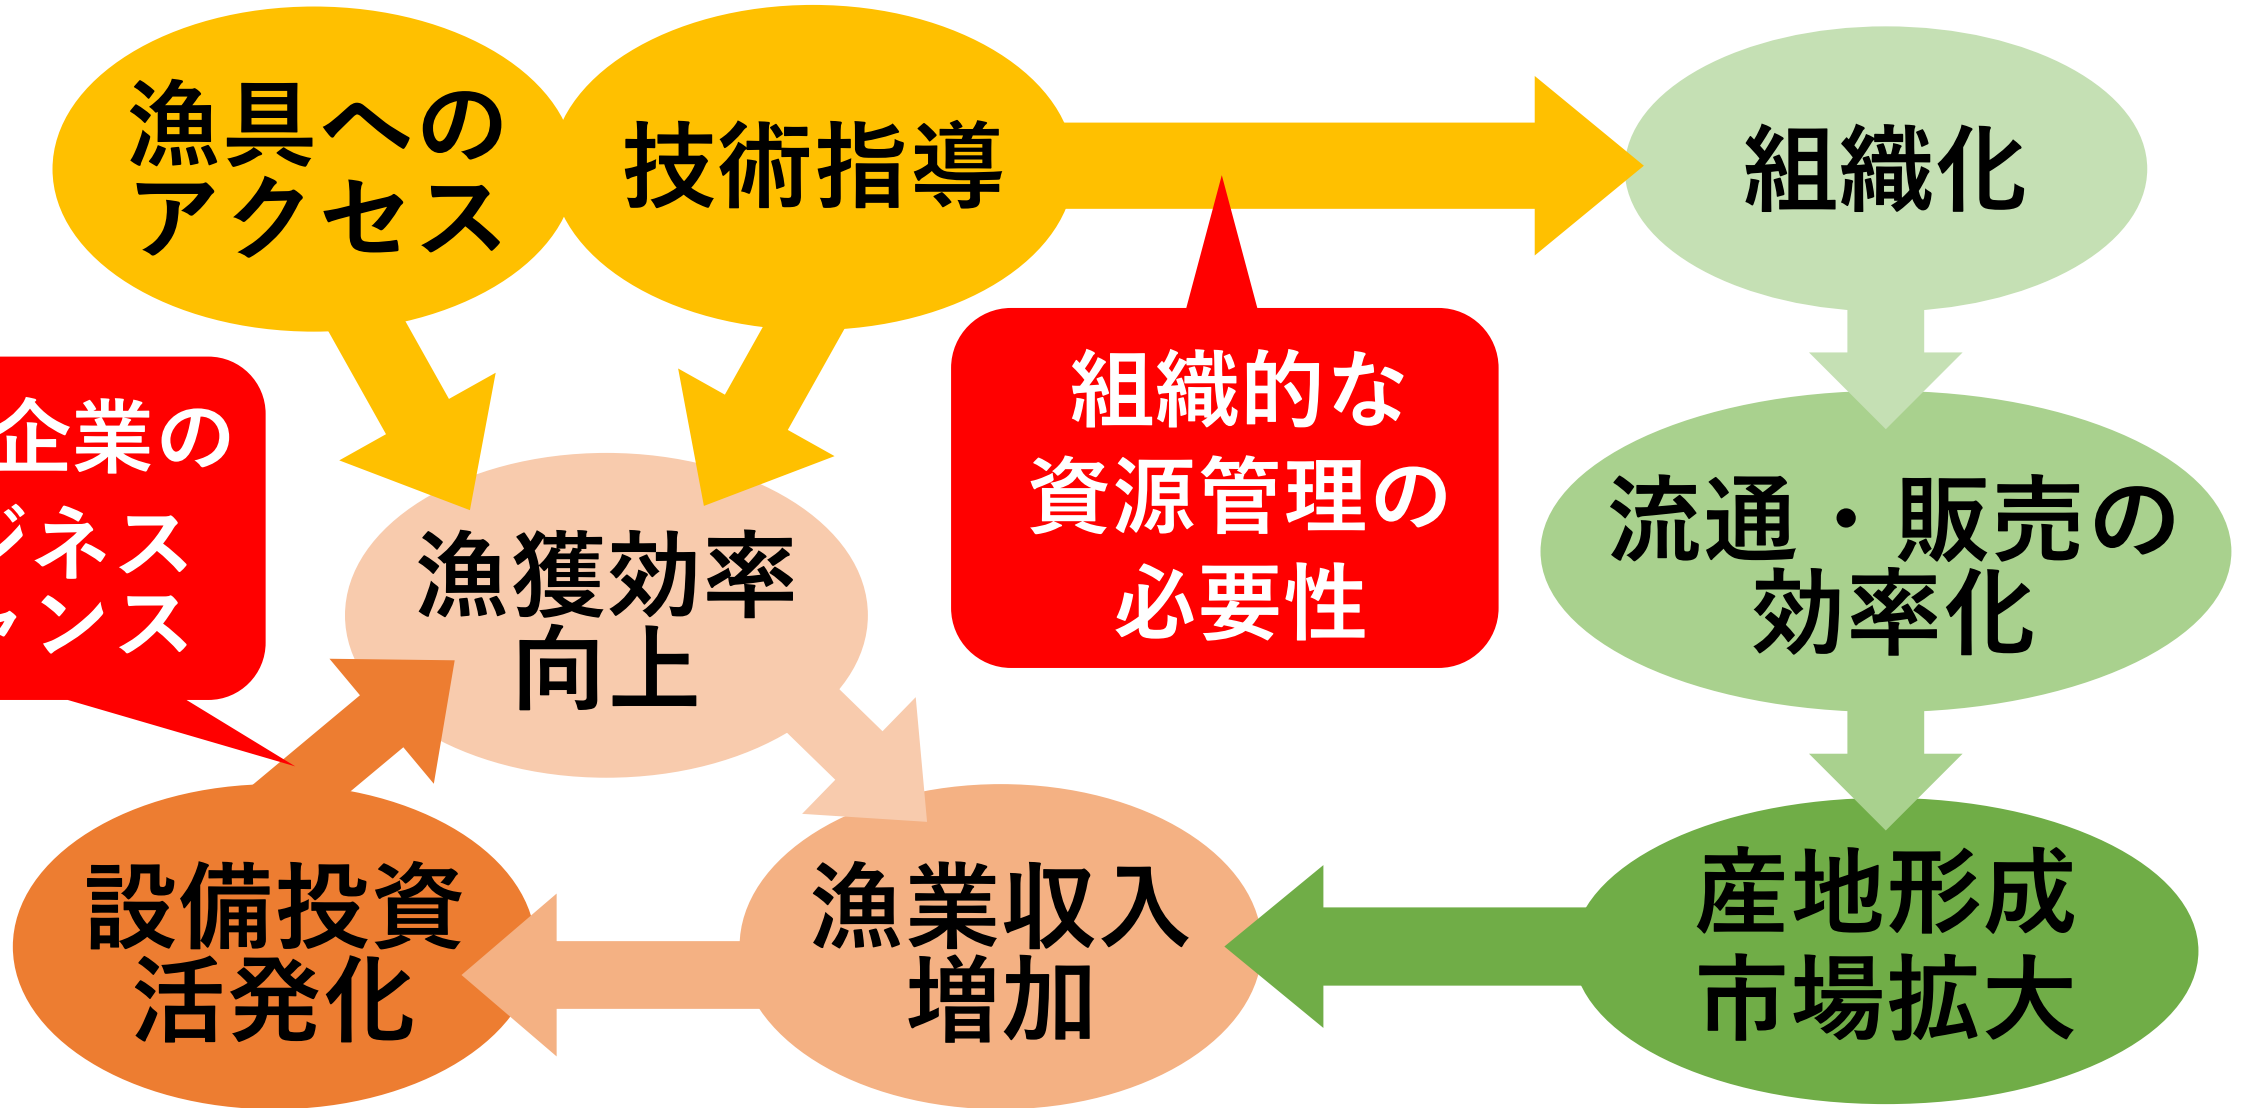 漁具への
アクセス
技術指導
組織化
組織的な
資源管理の
必要性
企業の
ジネス
ャンス
漁獲効率
向上
流通・販売の
効率化
設備投資
活発化
漁業収入
増加
産地形成
市場拡大